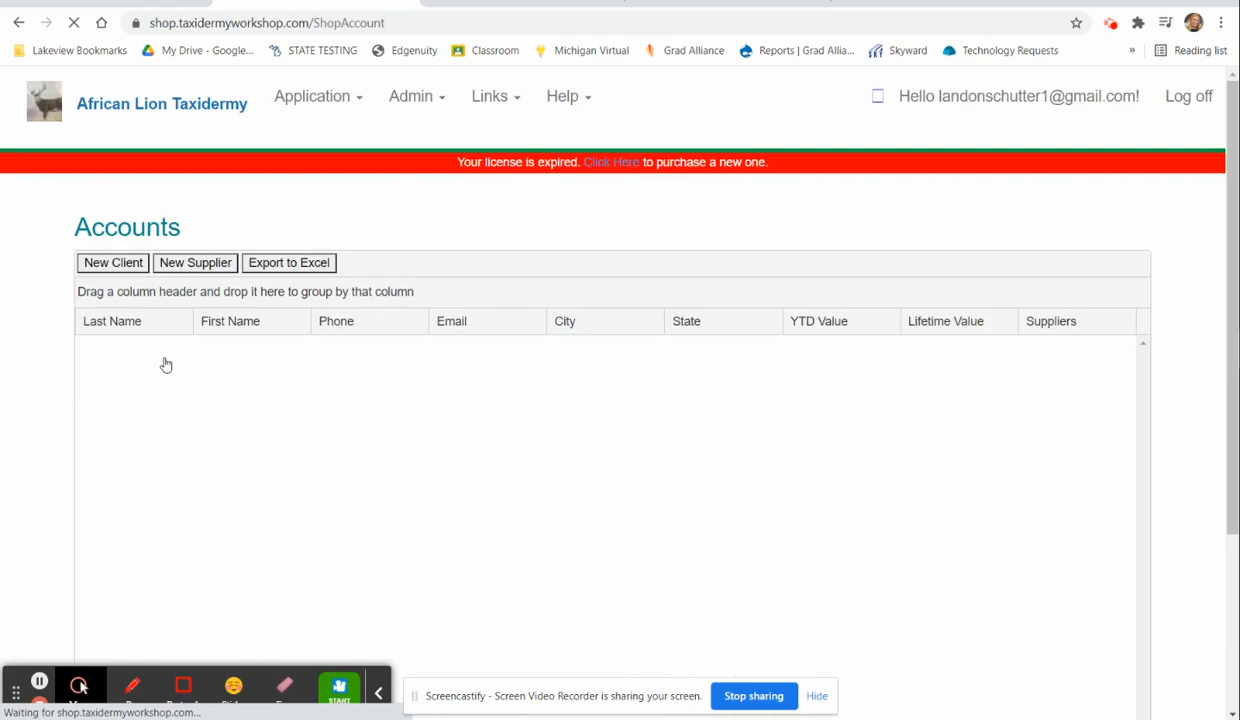 shop.taxidermyworkshop.com/ShopAccount
Lakeview Bookmarks
My Drive - Google...
STATE TESTING
Edgenuity
Classroom
Michigan Virtual
Grad Alliance
Reports | Grad Allia...
Skyward
Technology Requests
»
Reading list
African Lion Taxidermy
Application
Admin
Links
Help
Hello landonschutter1@gmail.com!
Log off
Your license is expired. Click Here to purchase a new one.
Accounts
New Client
New Supplier
Export to Excel
Drag a column header and drop it here to group by that column
Last Name
First Name
Phone
Email
City
State
YTD Value
Lifetime Value
Suppliers
START
Screencastify - Screen Video Recorder is sharing your screen.
Stop sharing
Hide
Waiting for shop.taxidermyworkshop.com...